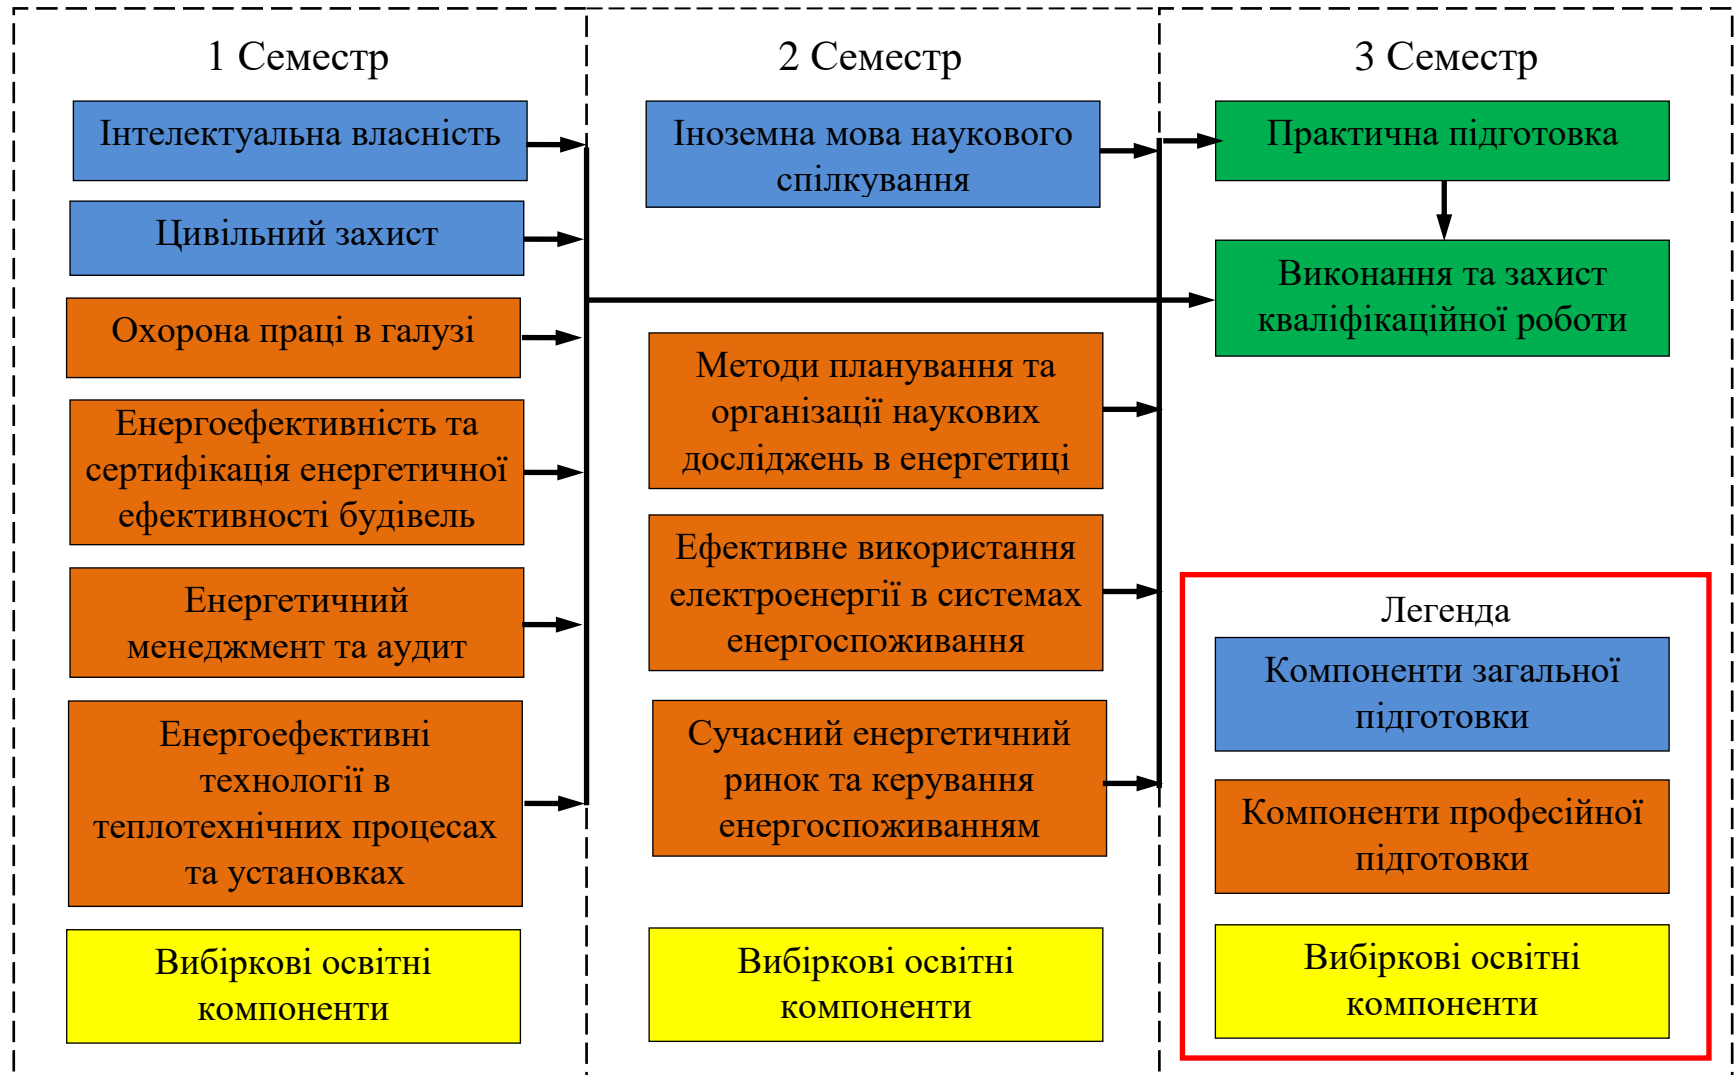 1 Семестр
Інтелектуальна власність
Цивільний захист
Охорона праці в галузі
Енергоефективність та
сертифікація енергетичної
ефективності будівель
Енергетичний
менеджмент та аудит
Енергоефективні
технології в
теплотехнічних процесах
та установках
Вибіркові освітні
компоненти
2 Семестр
Іноземна мова наукового
спілкування
Методи планування та
організації наукових
досліджень в енергетиці
Ефективне використання
електроенергії в системах
енергоспоживання
Сучасний енергетичний
ринок та керування
енергоспоживанням
Вибіркові освітні
компоненти
3 Семестр
Практична підготовка
Виконання та захист
кваліфікаційної роботи
Легенда
Компоненти загальної
підготовки
Компоненти професійної
підготовки
Вибіркові освітні
компоненти